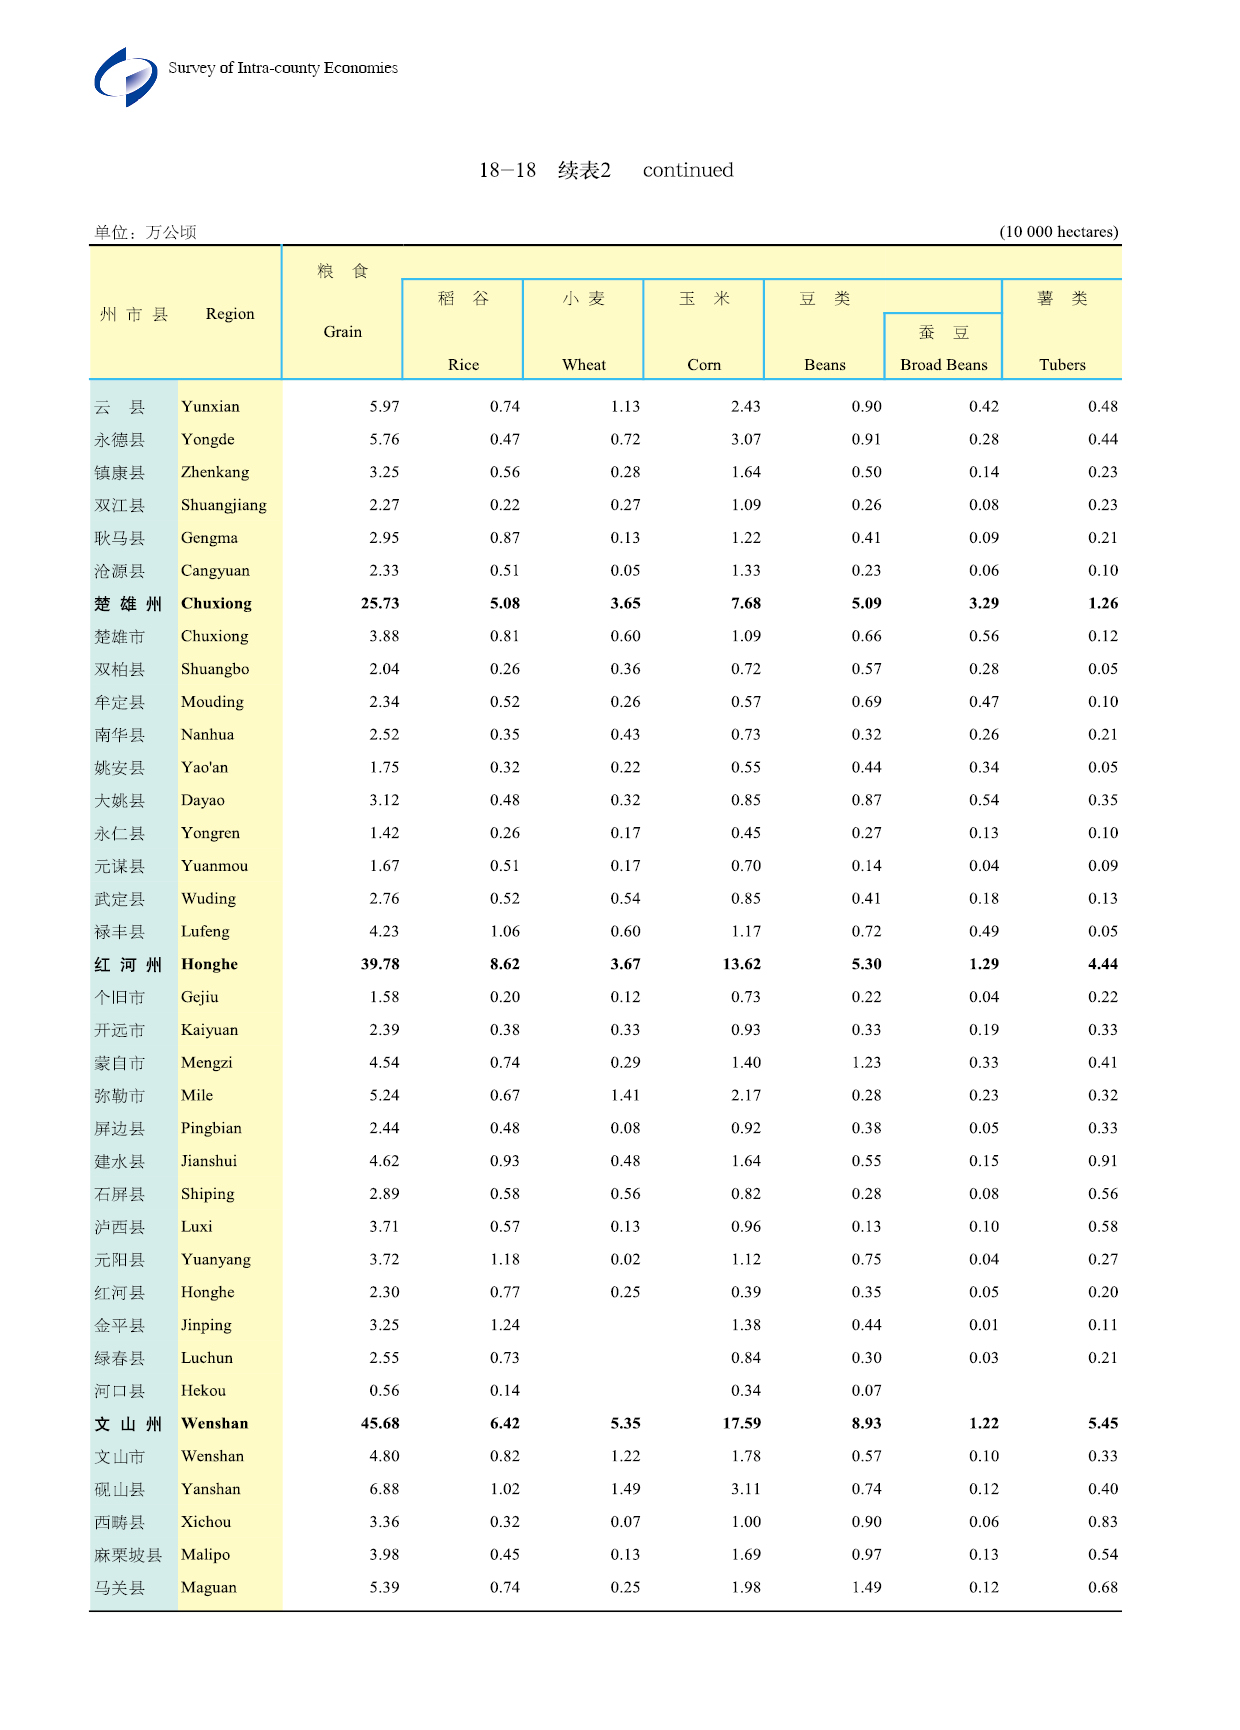 Survey of Intra-county Economies
18-18 续表2 continued
单位：万公顷 (10 000 hectares)
粮 食
稻 谷 小 麦 玉 米 豆 类 薯 类
州 市 县 Region
Grain 蚕 豆
Rice Wheat Corn Beans Broad Beans Tubers
云 县 Yunxian 5.97 0.74 1.13 2.43 0.90 0.42 0.48
永德县 Yongde 5.76 0.47 0.72 3.07 0.91 0.28 0.44
镇康县 Zhenkang 3.25 0.56 0.28 1.64 0.50 0.14 0.23
双江县 Shuangjiang 2.27 0.22 0.27 1.09 0.26 0.08 0.23
耿马县 Gengma 2.95 0.87 0.13 1.22 0.41 0.09 0.21
沧源县 Cangyuan 2.33 0.51 0.05 1.33 0.23 0.06 0.10
楚 雄 州 Chuxiong 25.73 5.08 3.65 7.68 5.09 3.29 1.26
楚雄市 Chuxiong 3.88 0.81 0.60 1.09 0.66 0.56 0.12
双柏县 Shuangbo 2.04 0.26 0.36 0.72 0.57 0.28 0.05
牟定县 Mouding 2.34 0.52 0.26 0.57 0.69 0.47 0.10
南华县 Nanhua 2.52 0.35 0.43 0.73 0.32 0.26 0.21
姚安县 Yao'an 1.75 0.32 0.22 0.55 0.44 0.34 0.05
大姚县 Dayao 3.12 0.48 0.32 0.85 0.87 0.54 0.35
永仁县 Yongren 1.42 0.26 0.17 0.45 0.27 0.13 0.10
元谋县 Yuanmou 1.67 0.51 0.17 0.70 0.14 0.04 0.09
武定县 Wuding 2.76 0.52 0.54 0.85 0.41 0.18 0.13
禄丰县 Lufeng 4.23 1.06 0.60 1.17 0.72 0.49 0.05
红 河 州 Honghe 39.78 8.62 3.67 13.62 5.30 1.29 4.44
个旧市 Gejiu 1.58 0.20 0.12 0.73 0.22 0.04 0.22
开远市 Kaiyuan 2.39 0.38 0.33 0.93 0.33 0.19 0.33
蒙自市 Mengzi 4.54 0.74 0.29 1.40 1.23 0.33 0.41
弥勒市 Mile 5.24 0.67 1.41 2.17 0.28 0.23 0.32
屏边县 Pingbian 2.44 0.48 0.08 0.92 0.38 0.05 0.33
建水县 Jianshui 4.62 0.93 0.48 1.64 0.55 0.15 0.91
石屏县 Shiping 2.89 0.58 0.56 0.82 0.28 0.08 0.56
泸西县 Luxi 3.71 0.57 0.13 0.96 0.13 0.10 0.58
元阳县 Yuanyang 3.72 1.18 0.02 1.12 0.75 0.04 0.27
红河县 Honghe 2.30 0.77 0.25 0.39 0.35 0.05 0.20
金平县 Jinping 3.25 1.24 1.38 0.44 0.01 0.11
绿春县 Luchun 2.55 0.73 0.84 0.30 0.03 0.21
河口县 Hekou 0.56 0.14 0.34 0.07
文 山 州 Wenshan 45.68 6.42 5.35 17.59 8.93 1.22 5.45
文山市 Wenshan 4.80 0.82 1.22 1.78 0.57 0.10 0.33
砚山县 Yanshan 6.88 1.02 1.49 3.11 0.74 0.12 0.40
西畴县 Xichou 3.36 0.32 0.07 1.00 0.90 0.06 0.83
麻栗坡县 Malipo 3.98 0.45 0.13 1.69 0.97 0.13 0.54
马关县 Maguan 5.39 0.74 0.25 1.98 1.49 0.12 0.68